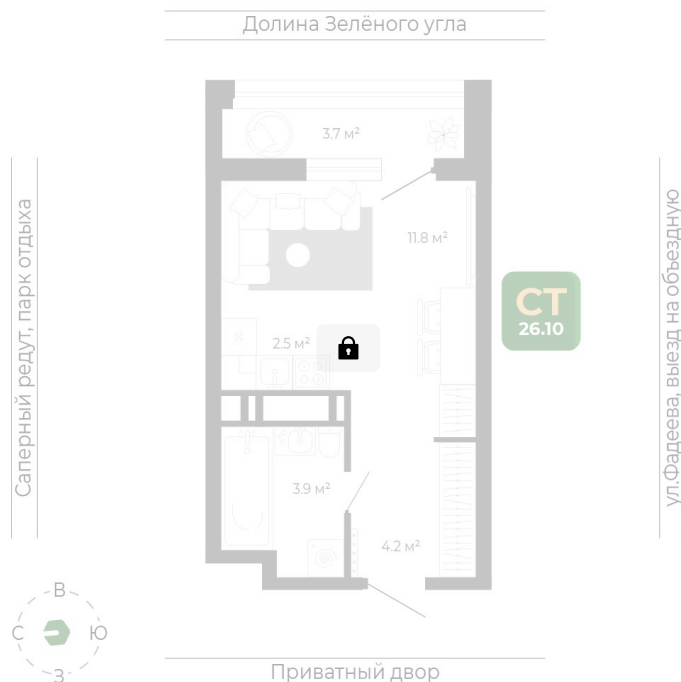 Долина Зелёного угла
3.7 м²
11.8 м²
Саперный редут, парк отдыха
ул.Фадеева, выезд на объездную
СТ
26.10
2.5 м²
3.9 м²
4.2 м²
В
С
Ю
З
Приватный двор